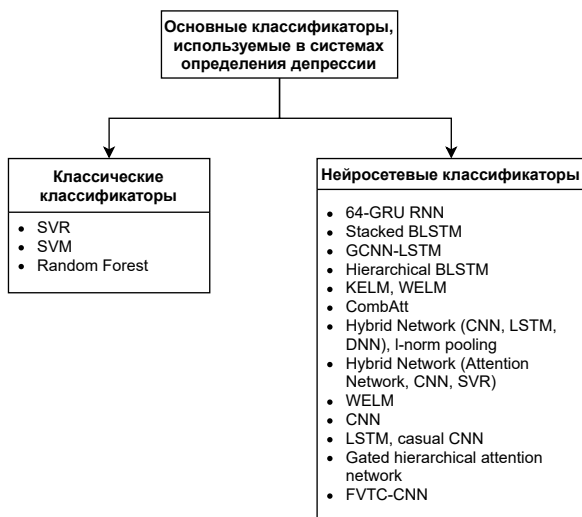 Основные классификаторы,
используемые в системах
определения депрессии
Классические
классификаторы
• SVR
• SVM
• Random Forest
Нейросетевые классификаторы
• 64-GRU RNN
• Stacked BLSTM
• GCNN-LSTM
• Hierarchical BLSTM
• KELM, WELM
• CombAtt
• Hybrid Network (CNN, LSTM,
DNN), l-norm pooling
• Hybrid Network (Attention
Network, CNN, SVR)
• WELM
• CNN
• LSTM, casual CNN
• Gated hierarchical attention
network
• FVTC-CNN